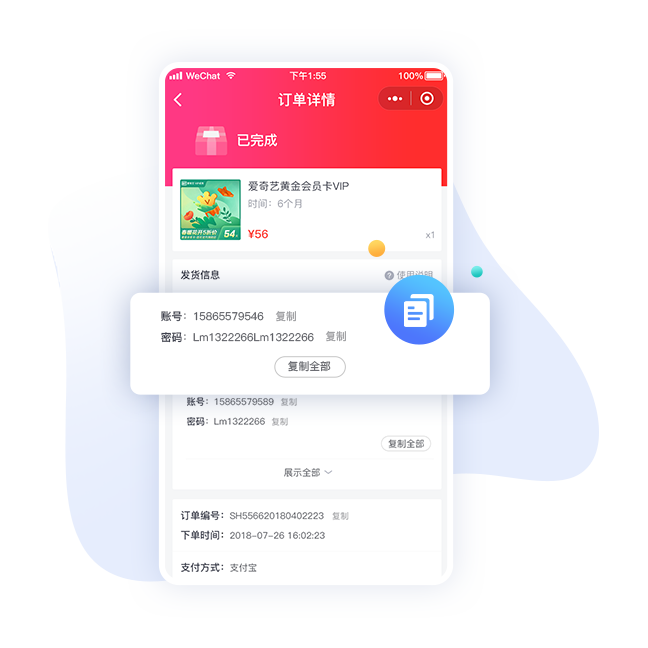 WeChat 下午1:55 100%
订单详情
已完成
爱奇艺黄金会员卡VIP
时间：6个月
54
¥56 x1
发货信息 ? 使用说明
账号：15865579546 复制
密码：Lm1322266Lm1322266 复制
复制全部
账号：15865579589 复制
密码：Lm1322266 复制
复制全部
展示全部
订单编号：SH556620180402223 复制
下单时间：2018-07-26 16:02:23
支付方式：支付宝